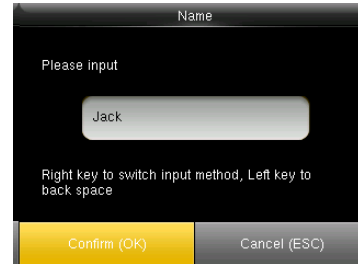 Name
Please input
Jack
Right key to switch input method, Left key to
back space
Confirm (OK)
Cancel (ESC)